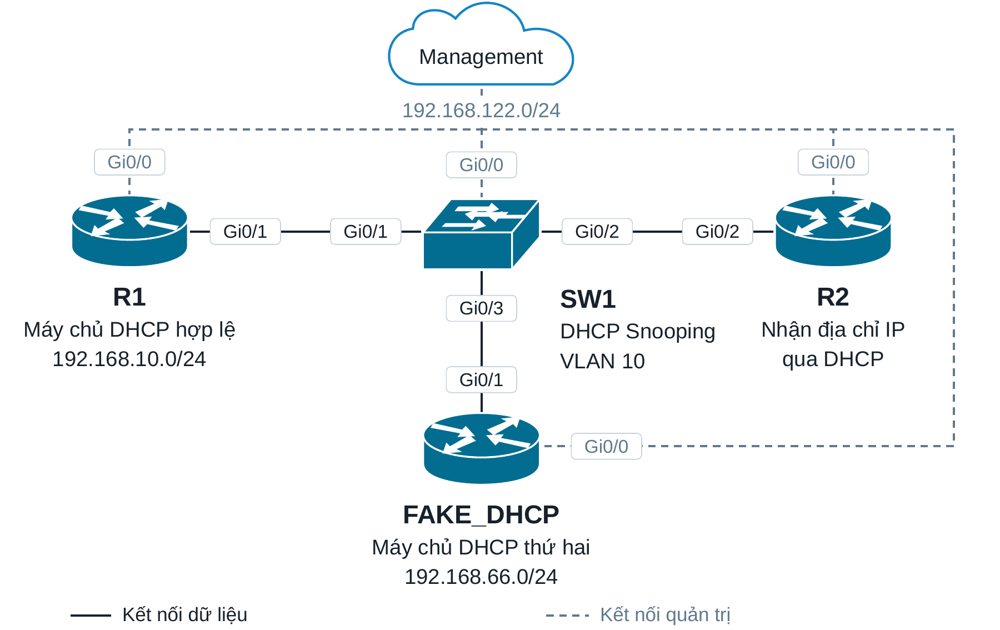 Management
192.168.122.0/24
Gi0/0
Gi0/0
Gi0/0
Gi0/1
Gi0/1
Gi0/2
Gi0/2
R1
Máy chủ DHCP hợp lệ
192.168.10.0/24
Gi0/3
SW1
DHCP Snooping
VLAN 10
R2
Nhận địa chỉ IP
qua DHCP
Gi0/1
Gi0/0
FAKE_DHCP
Máy chủ DHCP thứ hai
192.168.66.0/24
Kết nối dữ liệu
Kết nối quản trị